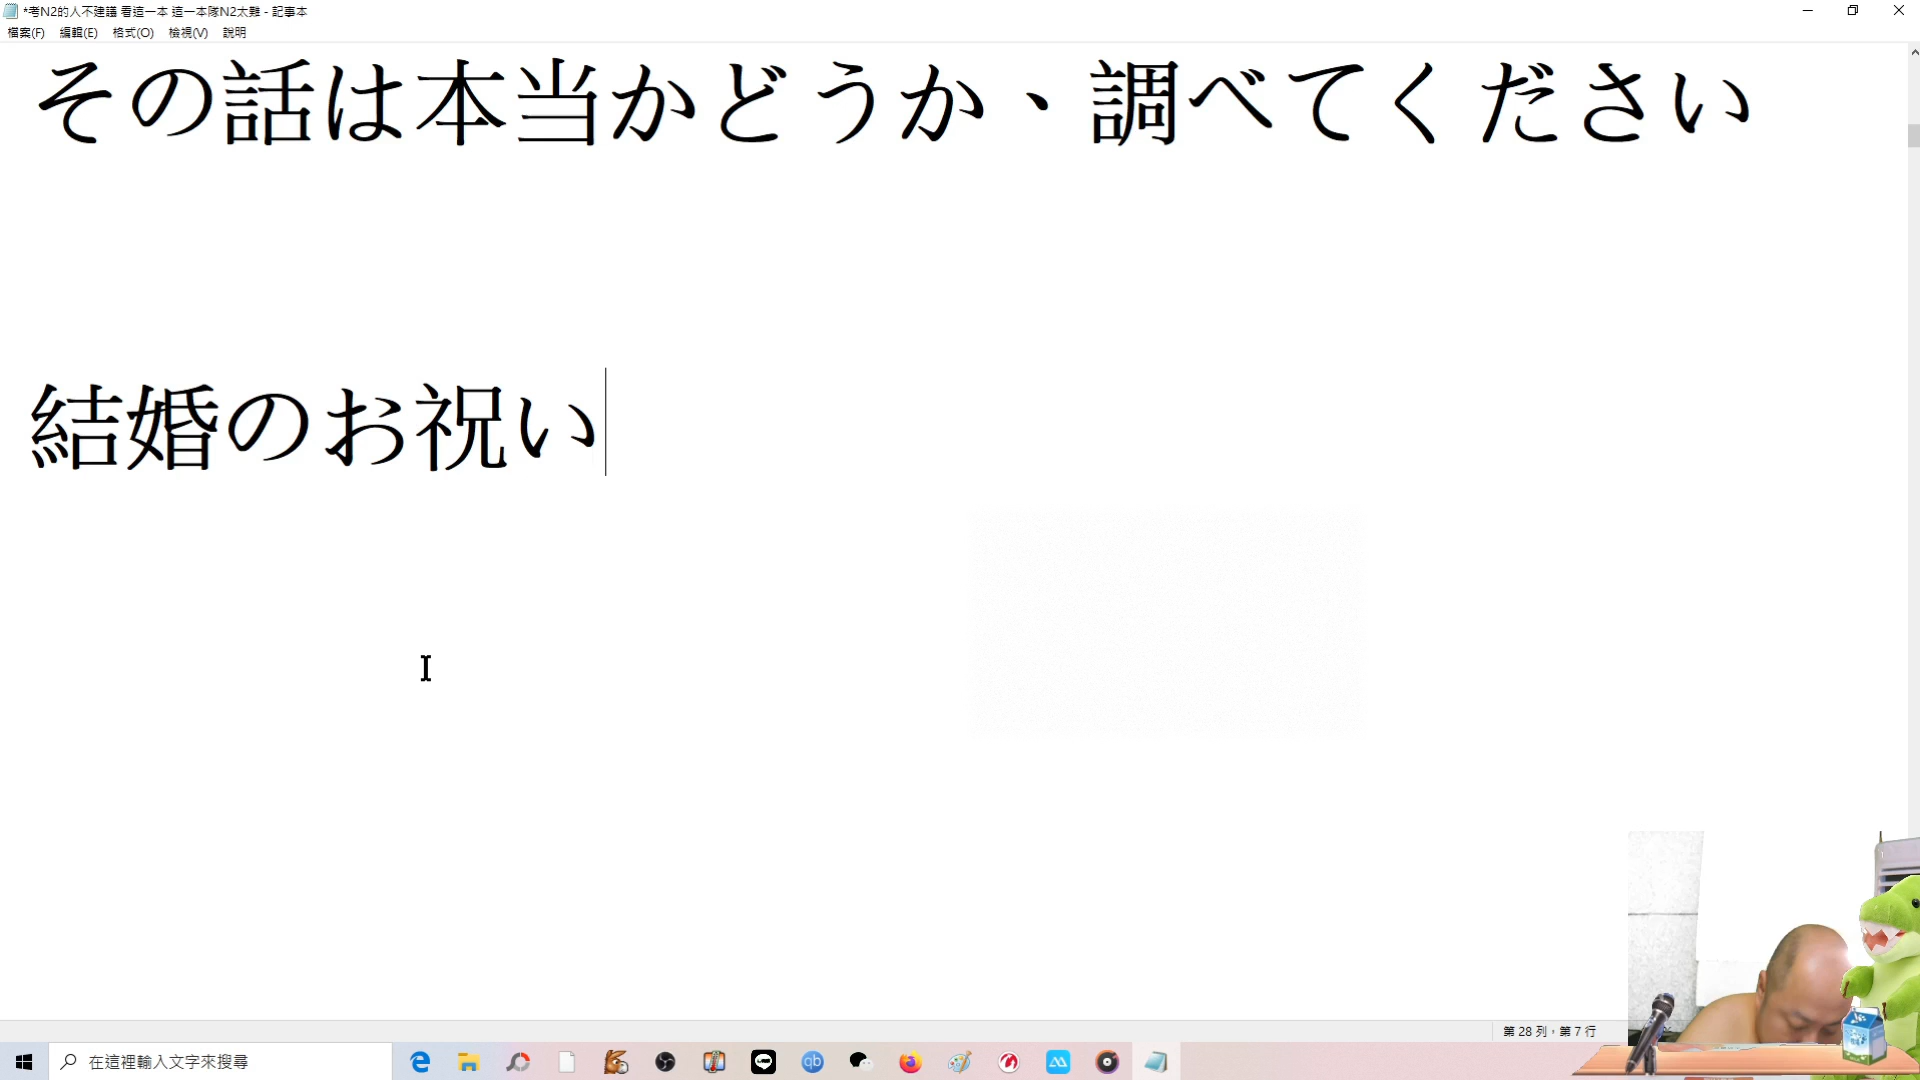 *考N2的人不建議 看這一本 這一本隊N2太難 - 記事本
檔案(F) 編輯(E) 格式(O) 檢視(V) 說明
その話は本当かどうか、調べてください
結婚のお祝い
第 28 列，第 7 行
在這裡輸入文字來搜尋
qb